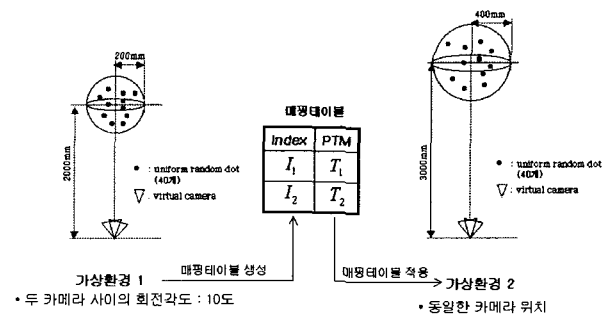 200mm
2000mm
• : uniform random dot
(40개)
▽ : virtual camera
가상환경 1
• 두 카메라 사이의 회전각도 : 10도
매핑테이블
Index PTM
I₁ T₁
I₂ T₂
매핑테이블 생성
매핑테이블 적용
400mm
3000mm
• : uniform random dot
(40개)
▽ : virtual camera
가상환경 2
• 동일한 카메라 위치